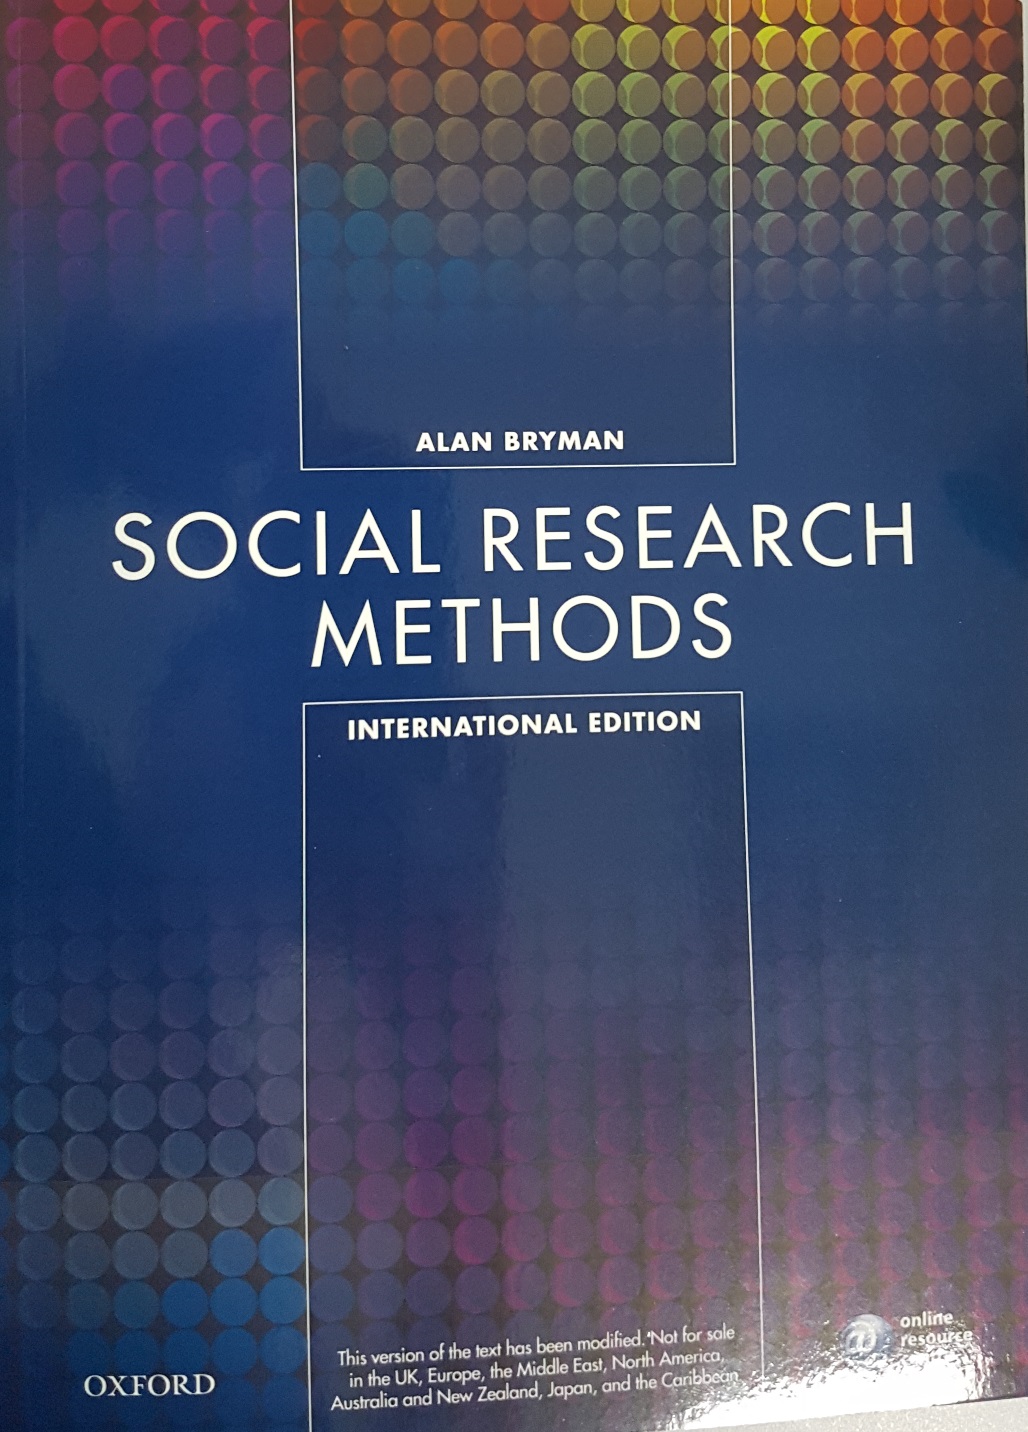 ALAN BRYMAN
SOCIAL RESEARCH
METHODS
INTERNATIONAL EDITION
This version of the text has been modified. *Not for sale
in the UK, Europe, the Middle East, North America,
Australia and New Zealand, Japan, and the Caribbean
OXFORD
online
resource